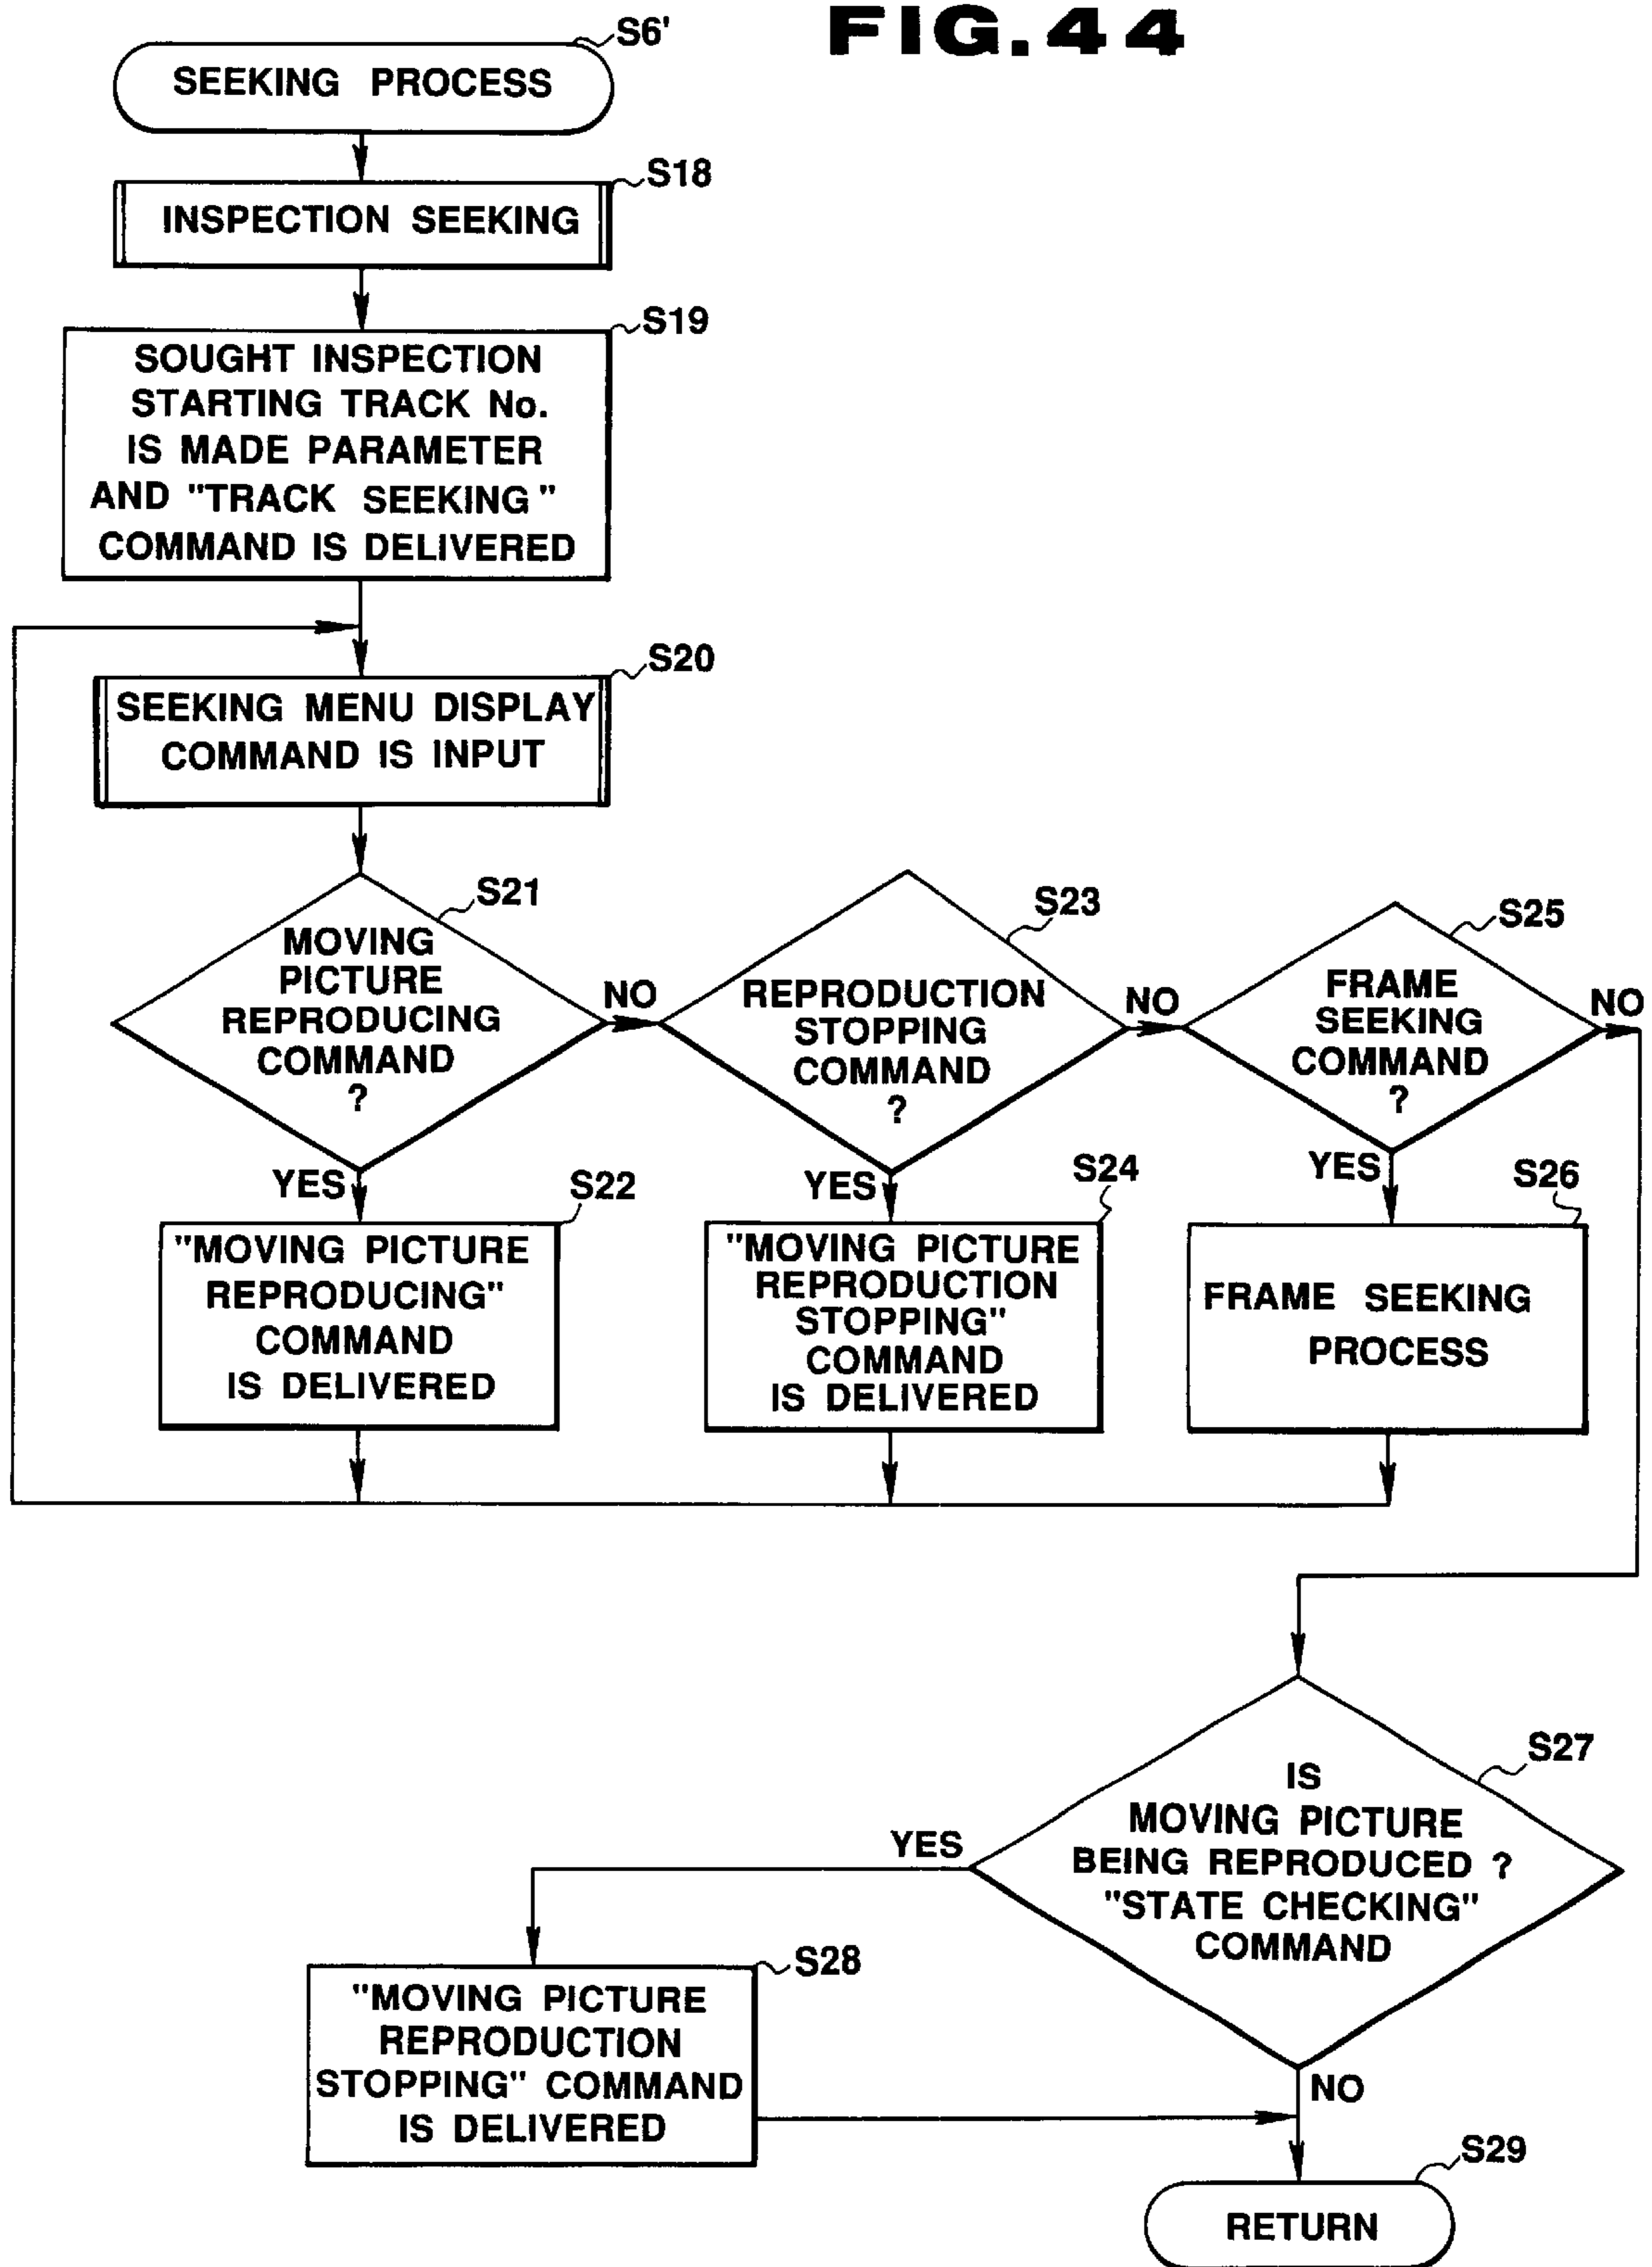 FIG.44
S6'
SEEKING PROCESS
S18
INSPECTION SEEKING
S19
SOUGHT INSPECTION
STARTING TRACK No.
IS MADE PARAMETER
AND "TRACK SEEKING"
COMMAND IS DELIVERED
S20
SEEKING MENU DISPLAY
COMMAND IS INPUT
S21
MOVING
PICTURE
REPRODUCING
COMMAND
?
NO
YES
S22
"MOVING PICTURE
REPRODUCING"
COMMAND
IS DELIVERED
S23
REPRODUCTION
STOPPING
COMMAND
?
NO
YES
S24
"MOVING PICTURE
REPRODUCTION
STOPPING"
COMMAND
IS DELIVERED
S25
FRAME
SEEKING
COMMAND
?
NO
YES
S26
FRAME SEEKING
PROCESS
S27
IS
MOVING PICTURE
BEING REPRODUCED ?
"STATE CHECKING"
COMMAND
YES
S28
"MOVING PICTURE
REPRODUCTION
STOPPING" COMMAND
IS DELIVERED
NO
S29
RETURN